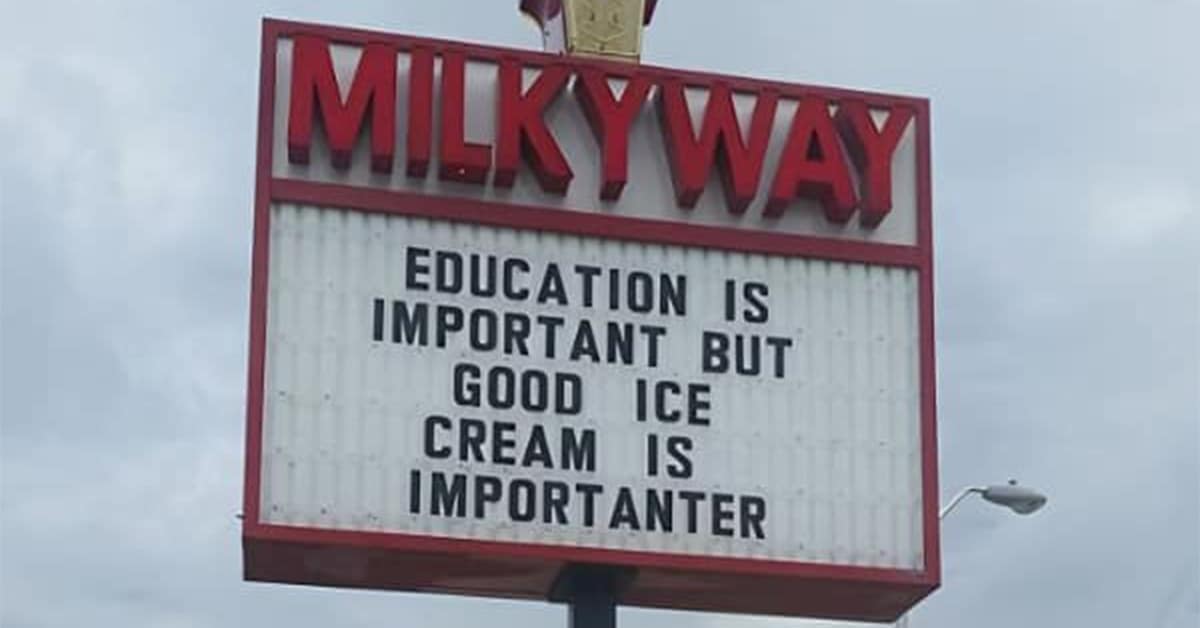 MILKYWAY
EDUCATION IS
IMPORTANT BUT
GOOD ICE
CREAM IS
IMPORTANTER